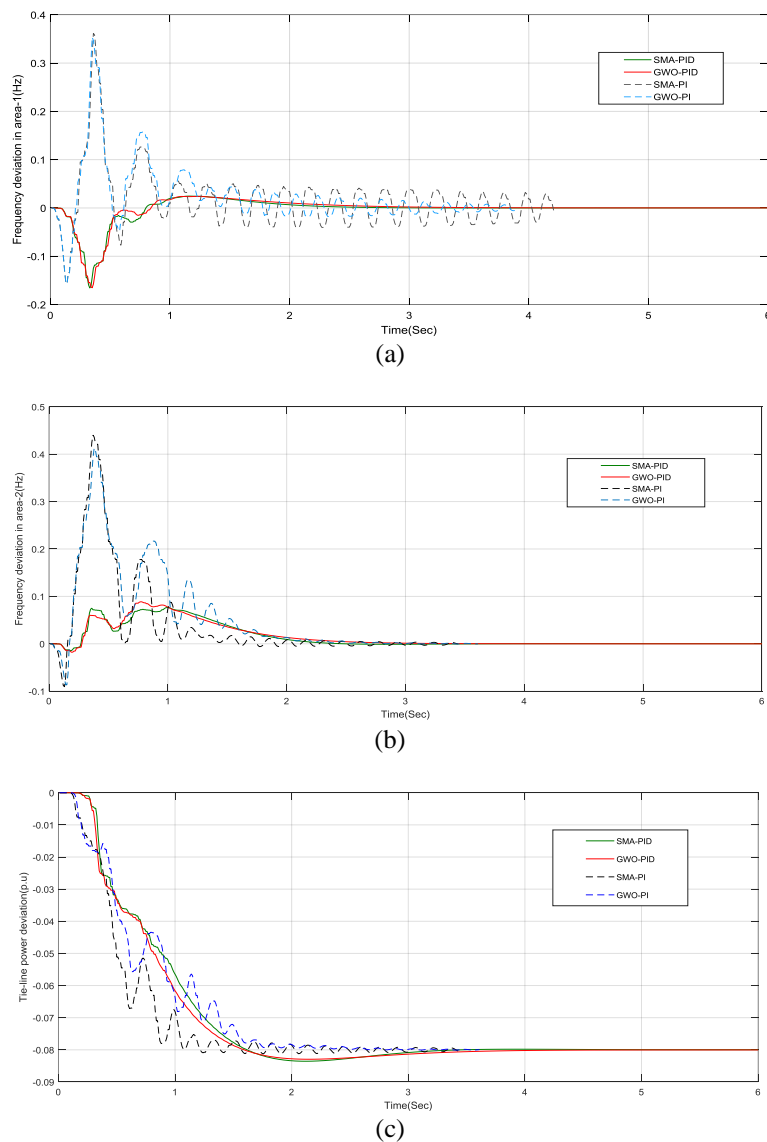 0.4
0.3
0.2
0.1
0
-0.1
-0.2
Frequency deviation in area-1(Hz)
SMA-PID
GWO-PID
SMA-PI
GWO-PI
0 1 2 3 4 5 6
Time(Sec)
(a)
0.5
0.4
0.3
0.2
0.1
0
-0.1
Frequency deviation in area-2(Hz)
SMA-PID
GWO-PID
SMA-PI
GWO-PI
0 1 2 3 4 5 6
Time(Sec)
(b)
0
-0.01
-0.02
-0.03
-0.04
-0.05
-0.06
-0.07
-0.08
-0.09
Tie-line power deviation(p.u)
SMA-PID
GWO-PID
SMA-PI
GWO-PI
0 1 2 3 4 5 6
Time(Sec)
(c)